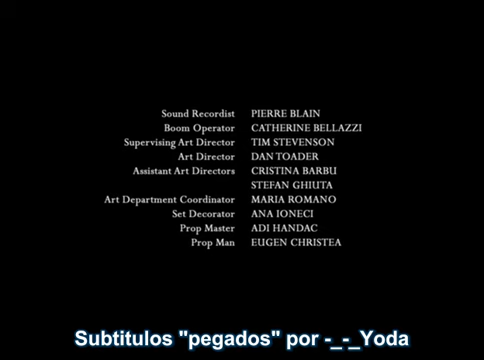 Sound Recordist PIERRE BLAIN
Boom Operator CATHERINE BELLAZZI
Supervising Art Director TIM STEVENSON
Art Director DAN TOADER
Assistant Art Directors CRISTINA BARBU
STEFAN GHIUTA
Art Department Coordinator MARIA ROMANO
Set Decorator ANA IONECI
Prop Master ADI HANDAC
Prop Man EUGEN CHRISTEA
Subtitulos "pegados" por -_-_Yoda